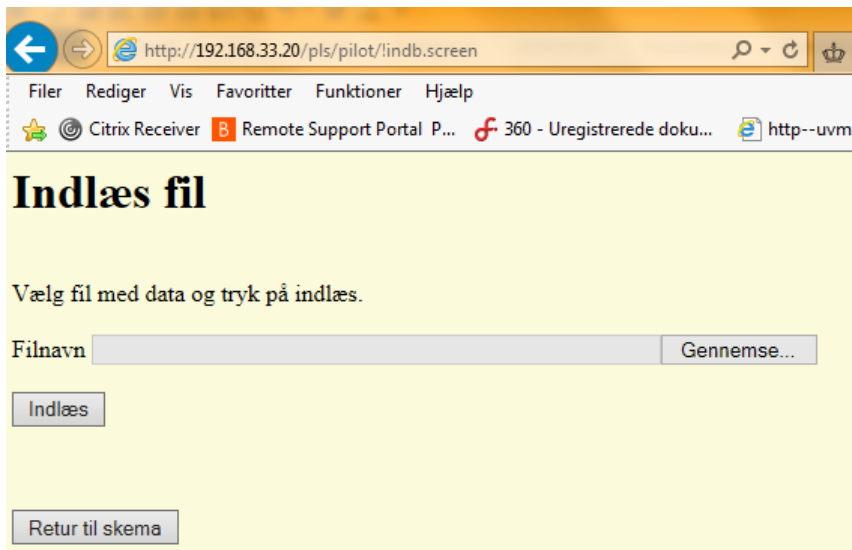 http://192.168.33.20/pls/pilot/!indb.screen
Filer Rediger Vis Favoritter Funktioner Hjælp
Citrix Receiver B Remote Support Portal P... 360 - Uregistrerede doku... http--uvm
Indlæs fil
Vælg fil med data og tryk på indlæs.
Filnavn Gennemse...
Indlæs
Retur til skema